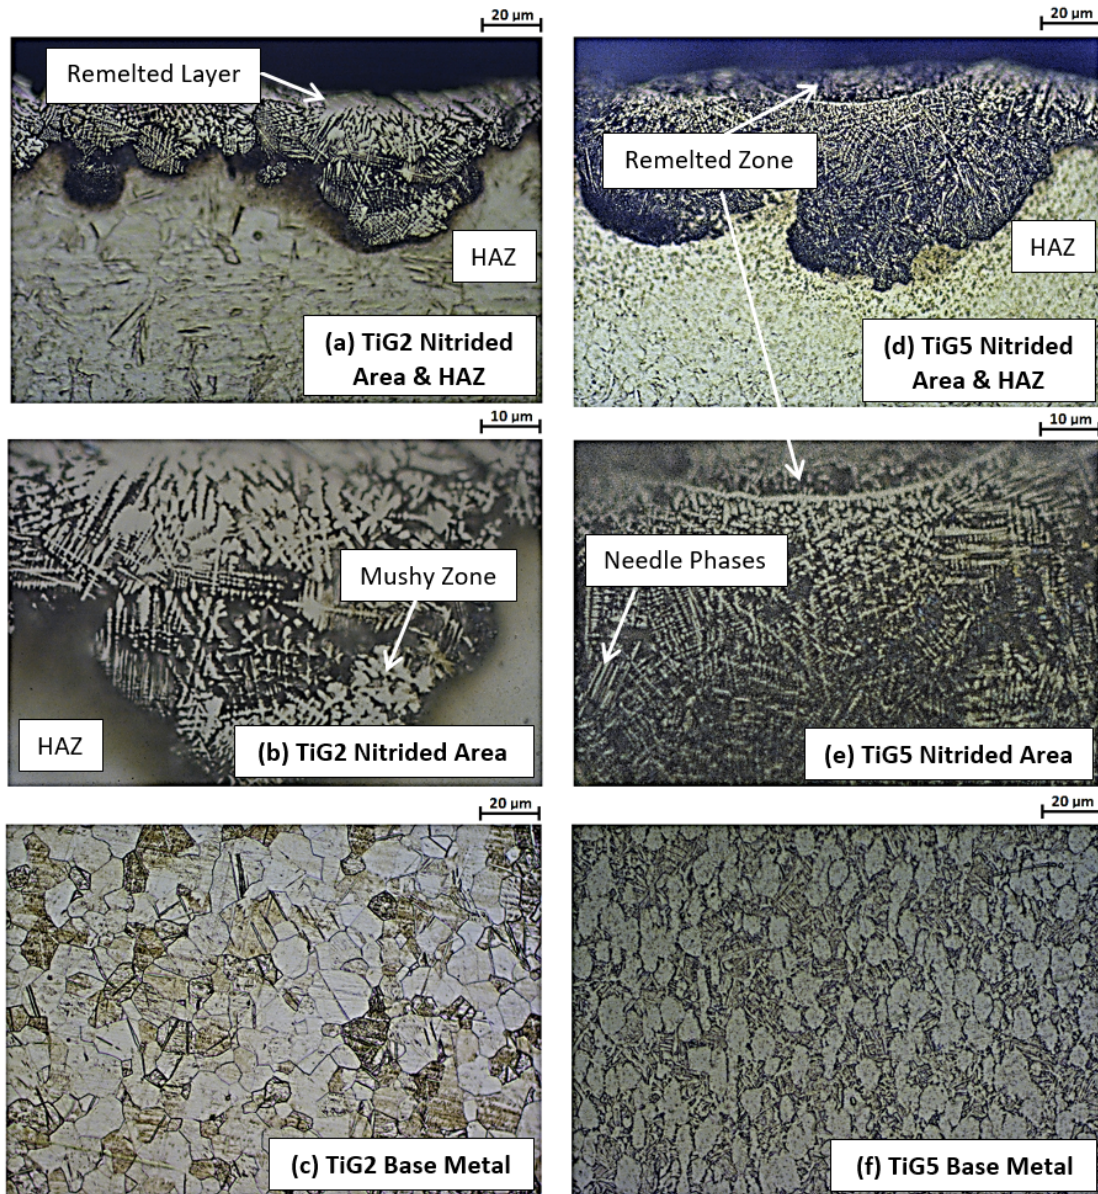 20 µm
Remelted Layer
HAZ
(a) TiG2 Nitrided
Area & HAZ
20 µm
Remelted Zone
HAZ
(d) TiG5 Nitrided
Area & HAZ
10 µm
Mushy Zone
HAZ
(b) TiG2 Nitrided Area
10 µm
Needle Phases
(e) TiG5 Nitrided Area
20 µm
(c) TiG2 Base Metal
20 µm
(f) TiG5 Base Metal